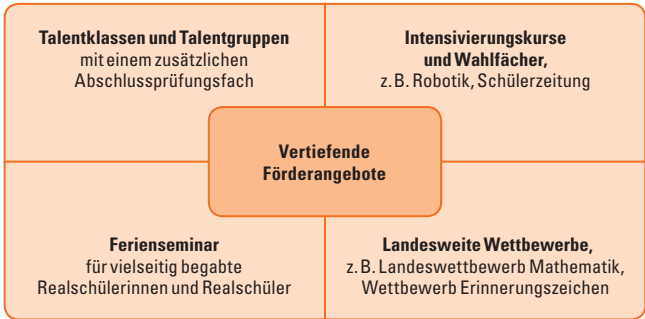 Talentklassen und Talentgruppen
mit einem zusätzlichen
Abschlussprüfungsfach
Intensivierungskurse
und Wahlfächer,
z. B. Robotik, Schülerzeitung
Vertiefende
Förderangebote
Ferienseminar
für vielseitig begabte
Realschülerinnen und Realschüler
Landesweite Wettbewerbe,
z. B. Landeswettbewerb Mathematik,
Wettbewerb Erinnerungszeichen